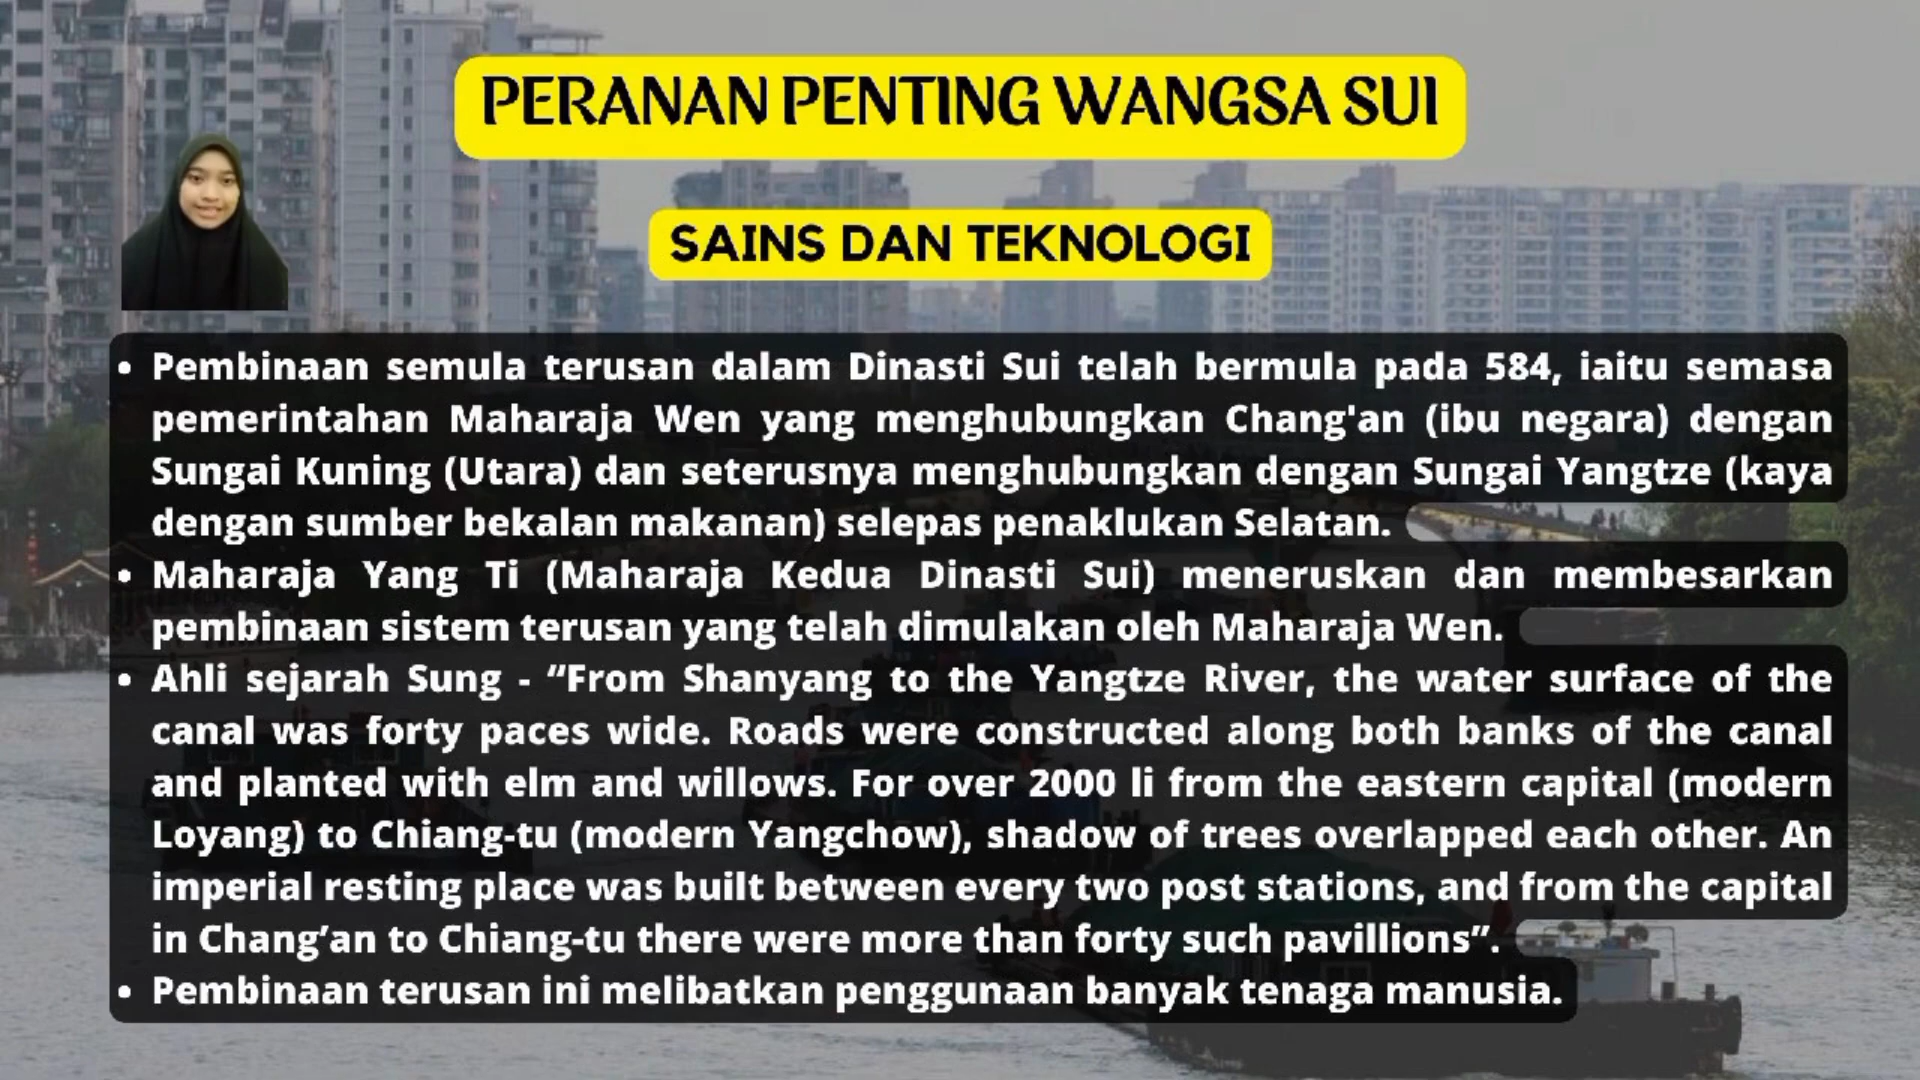 PERANAN PENTING WANGSA SUI
SAINS DAN TEKNOLOGI
• Pembinaan semula terusan dalam Dinasti Sui telah bermula pada 584, iaitu semasa
pemerintahan Maharaja Wen yang menghubungkan Chang'an (ibu negara) dengan
Sungai Kuning (Utara) dan seterusnya menghubungkan dengan Sungai Yangtze (kaya
dengan sumber bekalan makanan) selepas penaklukan Selatan.
• Maharaja Yang Ti (Maharaja Kedua Dinasti Sui) meneruskan dan membesarkan
pembinaan sistem terusan yang telah dimulakan oleh Maharaja Wen.
• Ahli sejarah Sung - “From Shanyang to the Yangtze River, the water surface of the
canal was forty paces wide. Roads were constructed along both banks of the canal
and planted with elm and willows. For over 2000 li from the eastern capital (modern
Loyang) to Chiang-tu (modern Yangchow), shadow of trees overlapped each other. An
imperial resting place was built between every two post stations, and from the capital
in Chang’an to Chiang-tu there were more than forty such pavillions”.
• Pembinaan terusan ini melibatkan penggunaan banyak tenaga manusia.